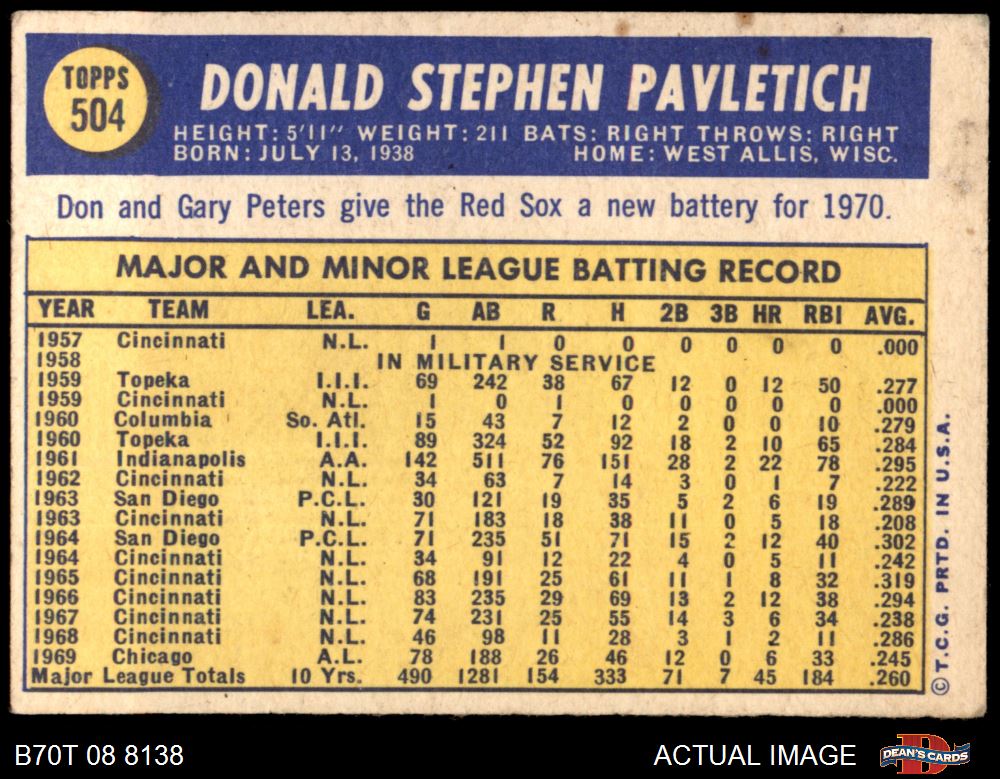 TOPPS
504
DONALD STEPHEN PAVLETICH
HEIGHT: 5'11" WEIGHT: 211 BATS: RIGHT THROWS: RIGHT
BORN: JULY 13, 1938 HOME: WEST ALLIS, WISC.
Don and Gary Peters give the Red Sox a new battery for 1970.
MAJOR AND MINOR LEAGUE BATTING RECORD
YEAR TEAM LEA. G AB R H 2B 3B HR RBI AVG.
1957 Cincinnati N.L. 1 1 0 0 0 0 0 0 .000
1958 IN MILITARY SERVICE
1959 Topeka I.I.I. 69 242 38 67 12 0 12 50 .277
1959 Cincinnati N.L. 1 0 1 0 0 0 0 0 .000
1960 Columbia So. Atl. 15 43 7 12 2 0 0 10 .279
1960 Topeka I.I.I. 89 324 52 92 18 2 10 65 .284
1961 Indianapolis A.A. 142 511 76 151 28 2 22 78 .295
1962 Cincinnati N.L. 34 63 7 14 3 0 1 7 .222
1963 San Diego P.C.L. 30 121 19 35 5 2 6 19 .289
1963 Cincinnati N.L. 71 183 18 38 11 0 5 18 .208
1964 San Diego P.C.L. 71 235 51 71 15 2 12 40 .302
1964 Cincinnati N.L. 34 91 12 22 4 0 5 11 .242
1965 Cincinnati N.L. 68 191 25 61 11 1 8 32 .319
1966 Cincinnati N.L. 83 235 29 69 13 2 12 38 .294
1967 Cincinnati N.L. 74 231 25 55 14 3 6 34 .238
1968 Cincinnati N.L. 46 98 11 28 3 1 2 11 .286
1969 Chicago A.L. 78 188 26 46 12 0 6 33 .245
Major League Totals 10 Yrs. 490 1281 154 333 71 7 45 184 .260
© T.C.G. PRTD. IN U.S.A.
B70T 08 8138
ACTUAL IMAGE
DEAN'S CARDS